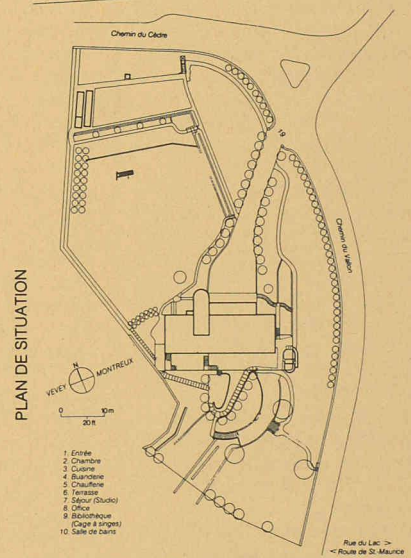 Chemin du Cèdre
19
Chemin du Vallon
PLAN DE SITUATION
N
VEVEY MONTREUX
0 10m
20 ft
1. Entrée
2. Chambre
3. Cuisine
4. Buanderie
5. Chaufferie
6. Terrasse
7. Séjour (Studio)
8. Office
9. Bibliothèque
(Cage à singes)
10. Salle de bains
Rue du Lac >
< Route de St-Maurice